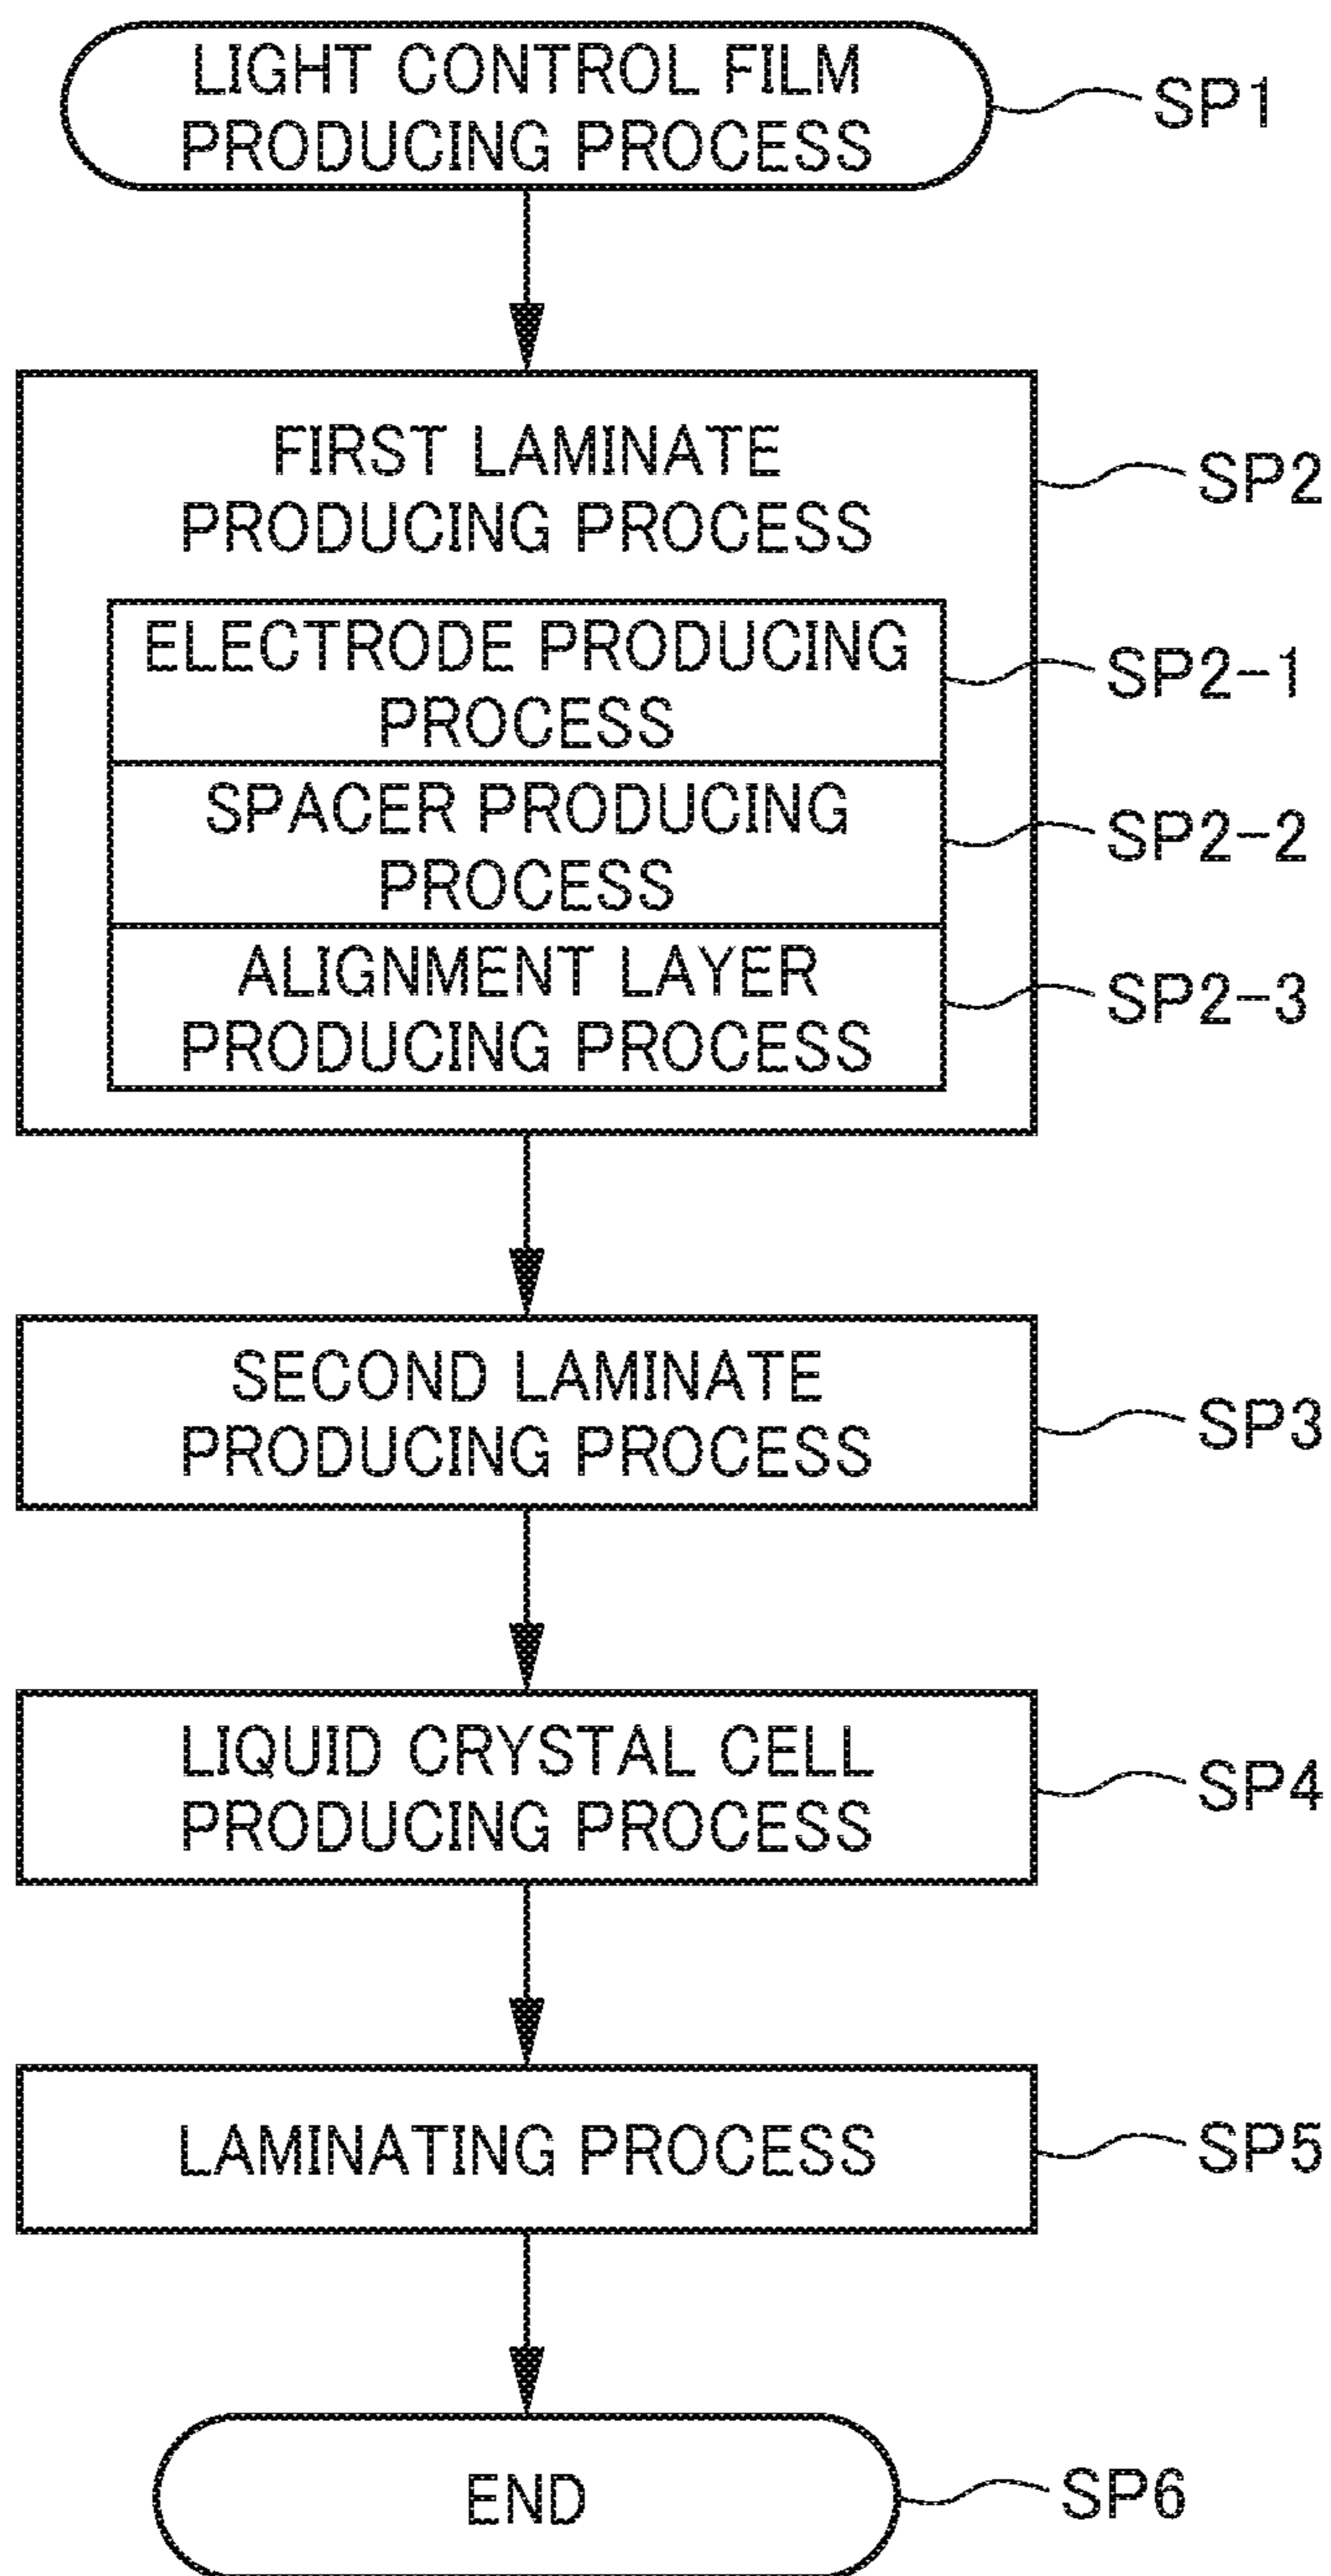 LIGHT CONTROL FILM
PRODUCING PROCESS
SP1
FIRST LAMINATE
PRODUCING PROCESS
SP2
ELECTRODE PRODUCING
PROCESS
SP2-1
SPACER PRODUCING
PROCESS
SP2-2
ALIGNMENT LAYER
PRODUCING PROCESS
SP2-3
SECOND LAMINATE
PRODUCING PROCESS
SP3
LIQUID CRYSTAL CELL
PRODUCING PROCESS
SP4
LAMINATING PROCESS
SP5
END
SP6